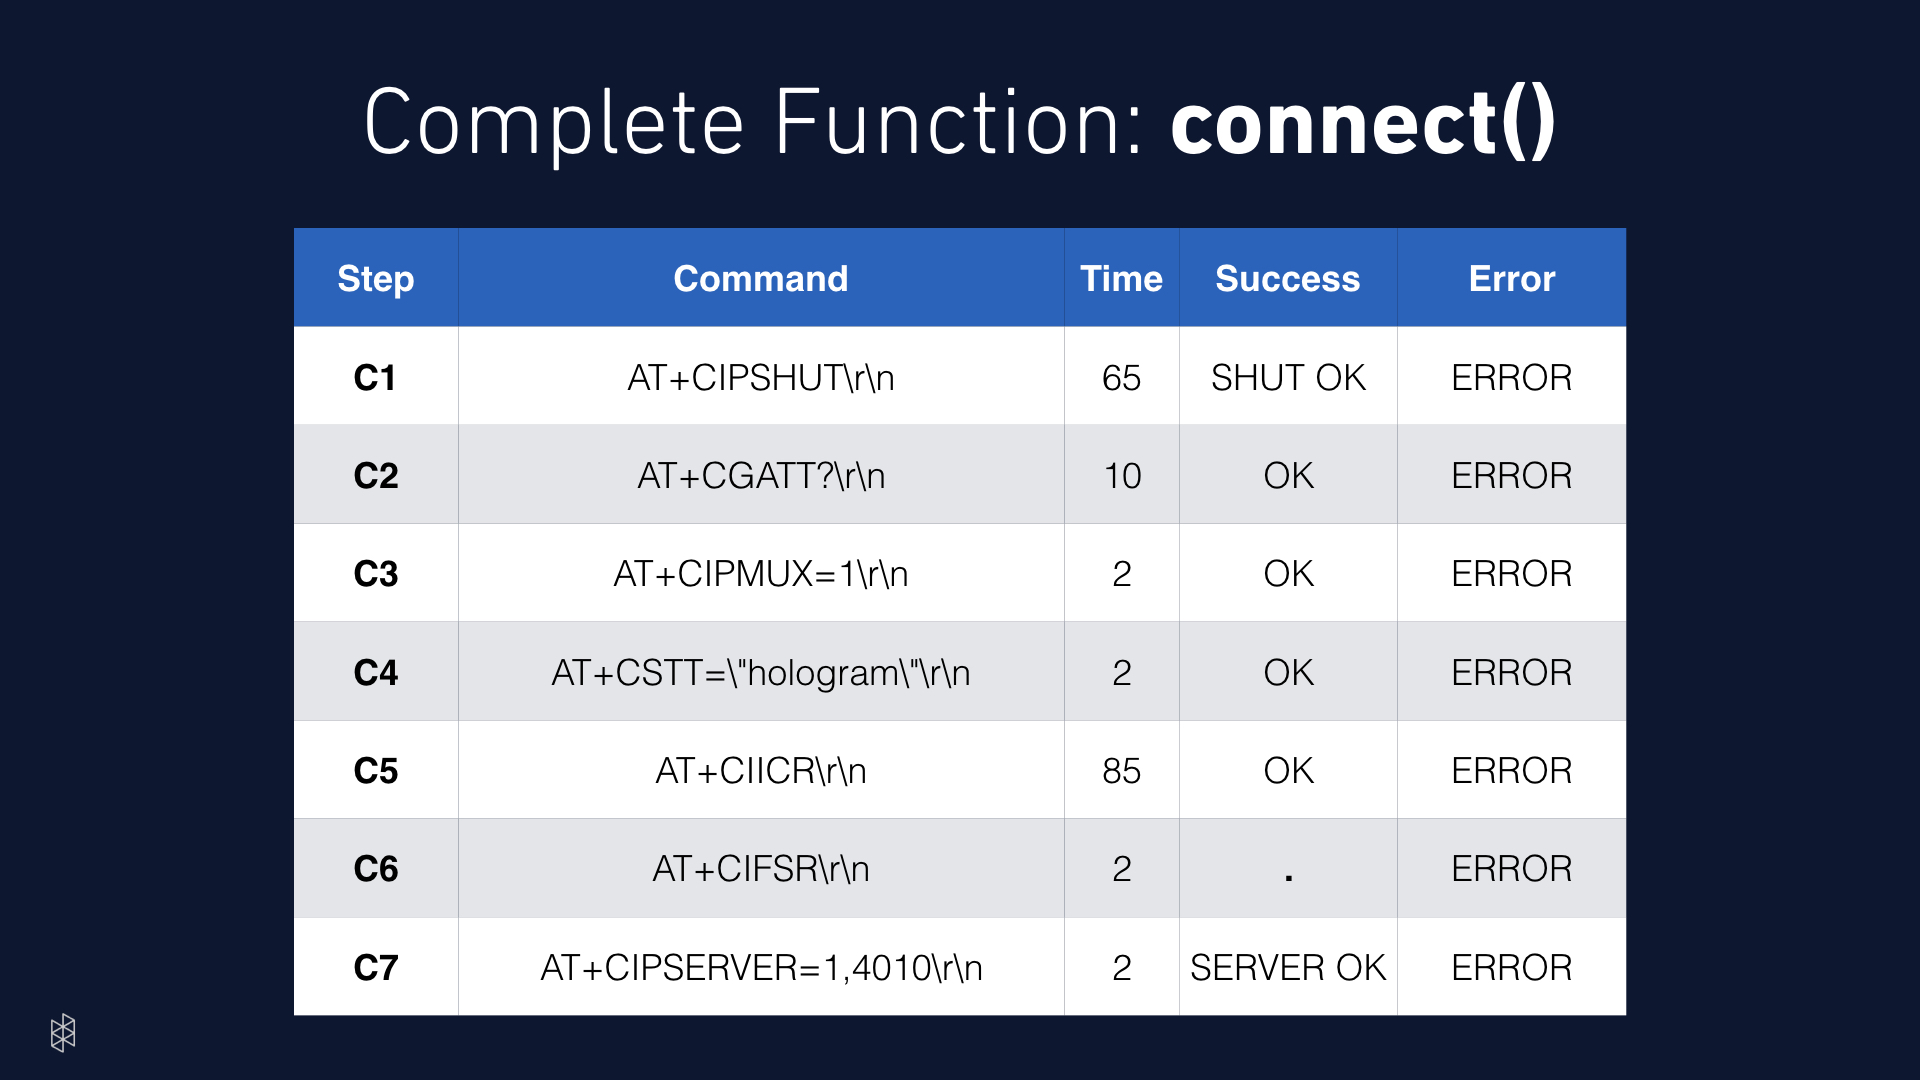 Complete Function: connect()
Step Command Time Success Error
C1 AT+CIPSHUT\r\n 65 SHUT OK ERROR
C2 AT+CGATT?\r\n 10 OK ERROR
C3 AT+CIPMUX=1\r\n 2 OK ERROR
C4 AT+CSTT=\"hologram\"\r\n 2 OK ERROR
C5 AT+CIICR\r\n 85 OK ERROR
C6 AT+CIFSR\r\n 2 . ERROR
C7 AT+CIPSERVER=1,4010\r\n 2 SERVER OK ERROR